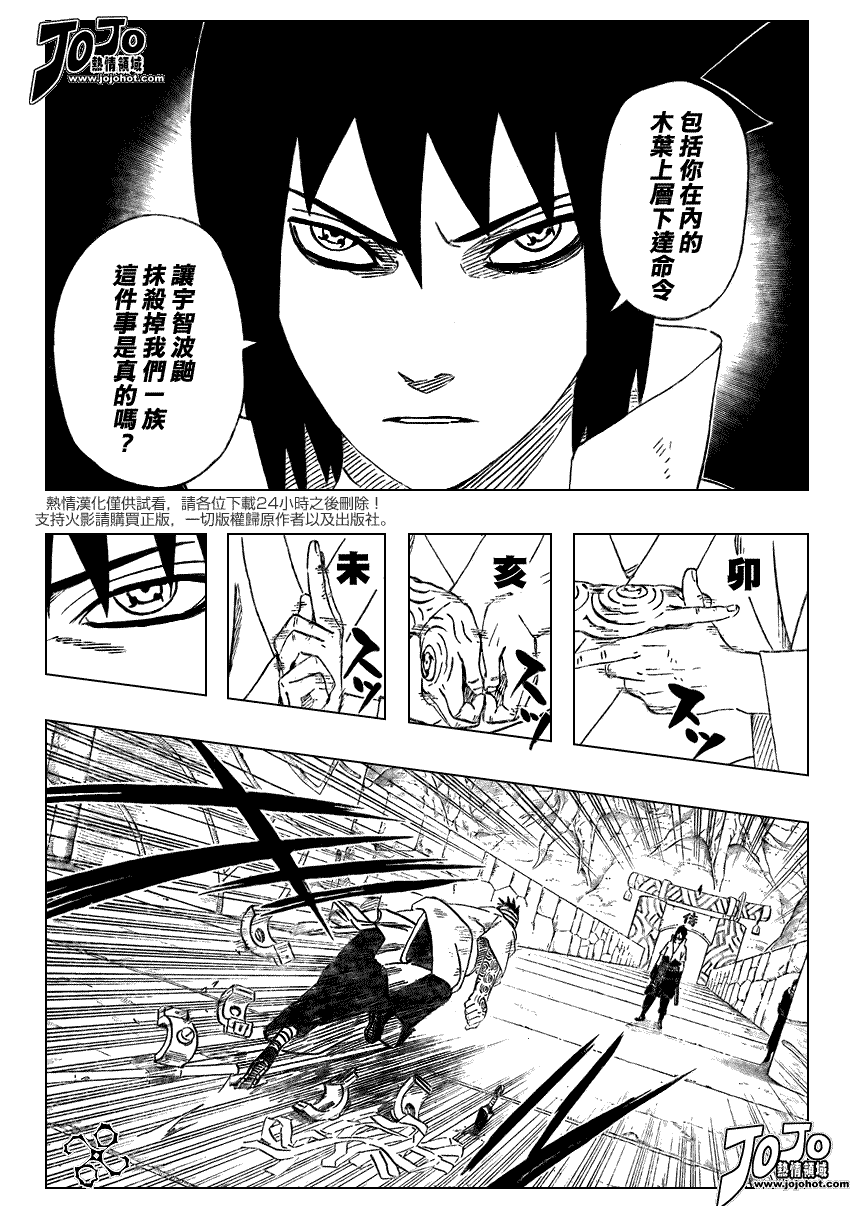 JOJO
熱情領域
www.jojohot.com
包括你在內的
木葉上層下達命令
讓宇智波鼬
抹殺掉我們一族
這件事是真的嗎？
熱情漢化僅供試看，請各位下載24小時之後刪除！
支持火影請購買正版，一切版權歸原作者以及出版社。
卯
スッ
亥
スッ
未
スッ
JOJO
熱情領域
www.jojohot.com